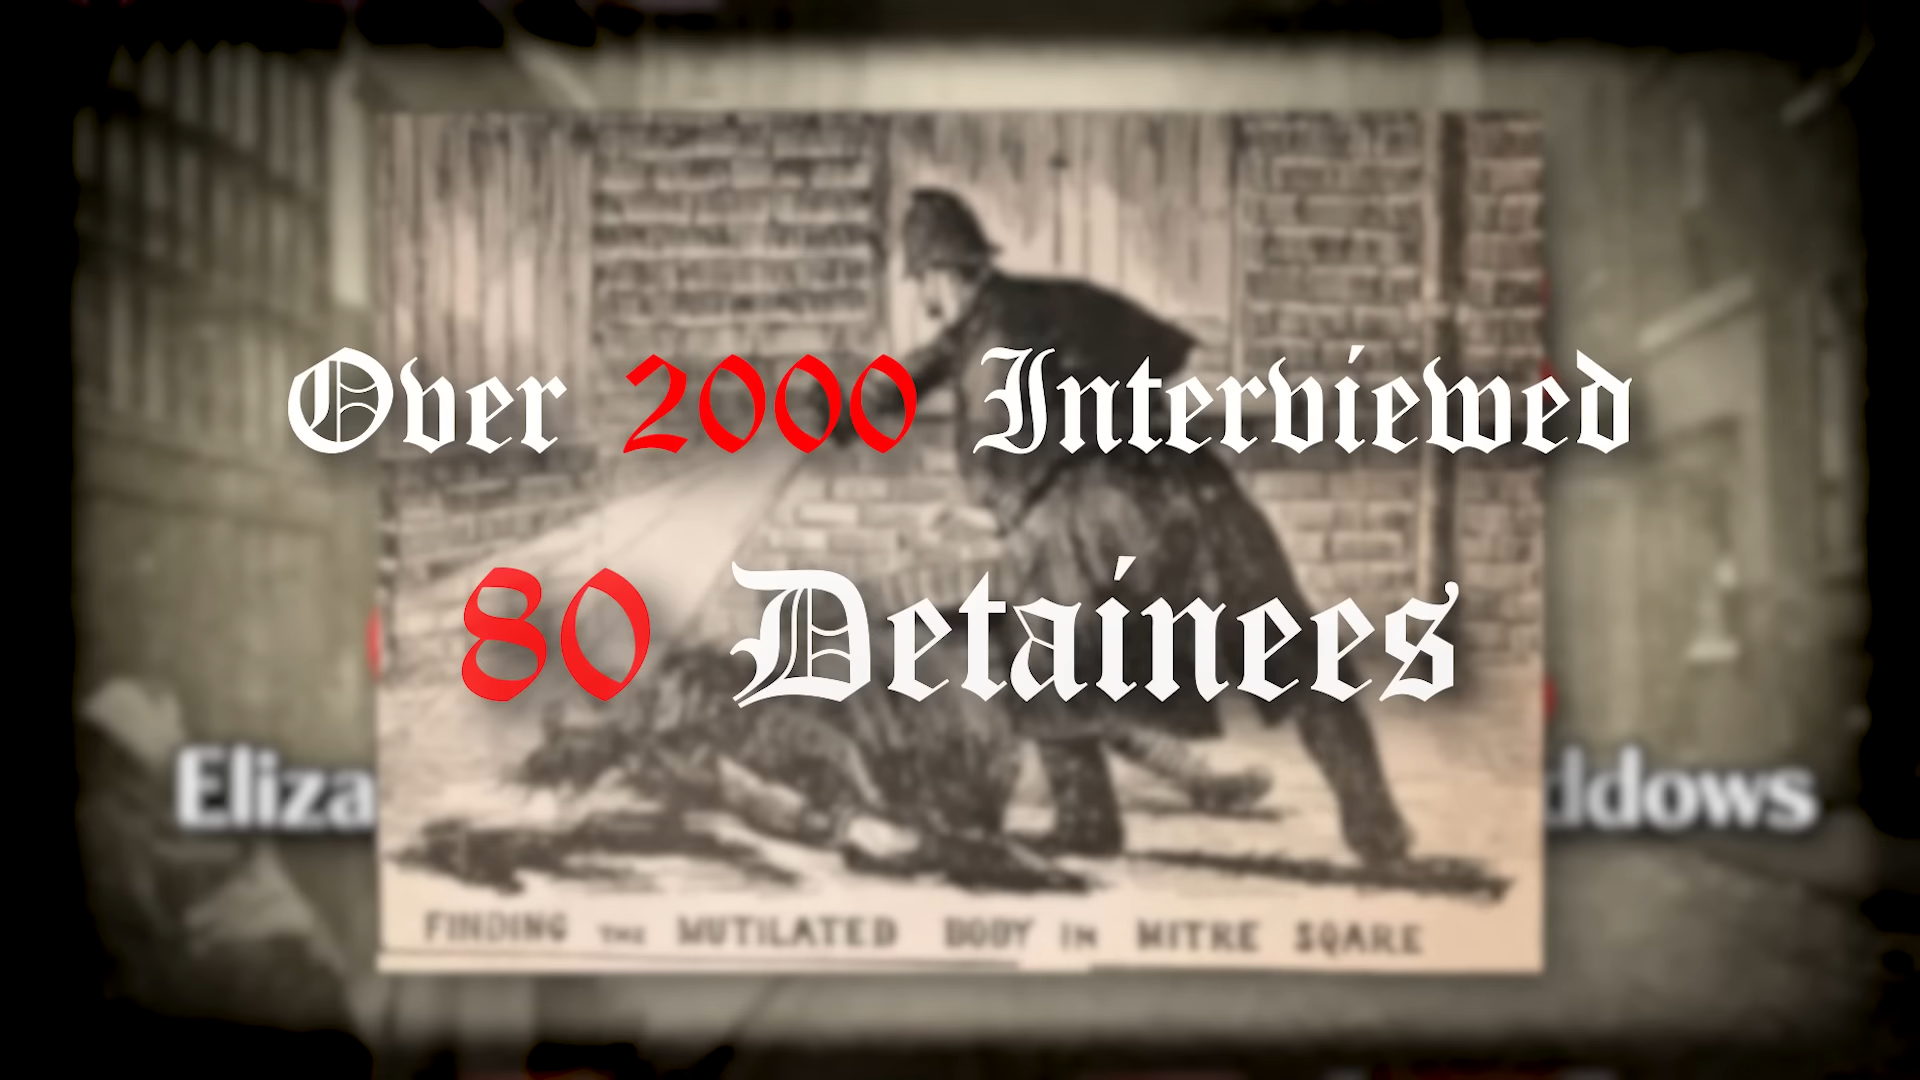 Over 2000 Interviewed
80 Detainees
Eliza
ddows
FINDING THE MUTILATED BODY IN MITRE SQARE